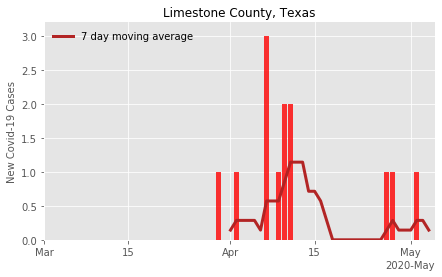 Limestone County, Texas
7 day moving average
New Covid-19 Cases
3.0
2.5
2.0
1.5
1.0
0.5
0.0
Mar 15 Apr 15 May
2020-May